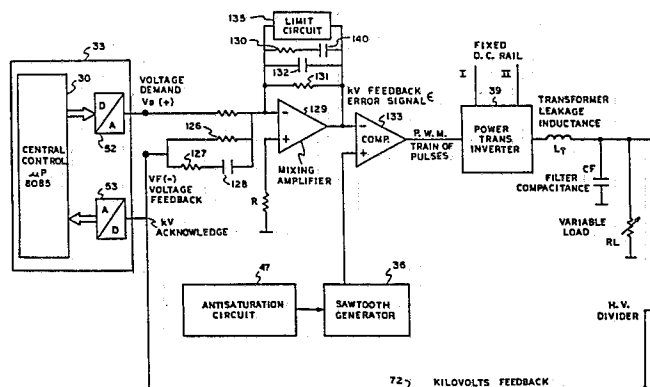 135
LIMIT
CIRCUIT
130
140
132
131
33
30
D
A
52
VOLTAGE
DEMAND
Va (+)
126
127
128
VF(-)
VOLTAGE
FEEDBACK
CENTRAL
CONTROL
μP
8085
A
D
53
kV
ACKNOWLEDGE
129
MIXING
AMPLIFIER
R
kV FEEDBACK
ERROR SIGNAL ε
133
COMP.
P. W. M.
TRAIN OF
PULSES
FIXED
D.C. RAIL
I
II
39
POWER
TRANS
INVERTER
TRANSFORMER
LEAKAGE
INDUCTANCE
LT
CF
FILTER
COMPACITANCE
VARIABLE
LOAD
RL
47
ANTISATURATION
CIRCUIT
36
SAWTOOTH
GENERATOR
H.V.
DIVIDER
72
KILOVOLTS FEEDBACK